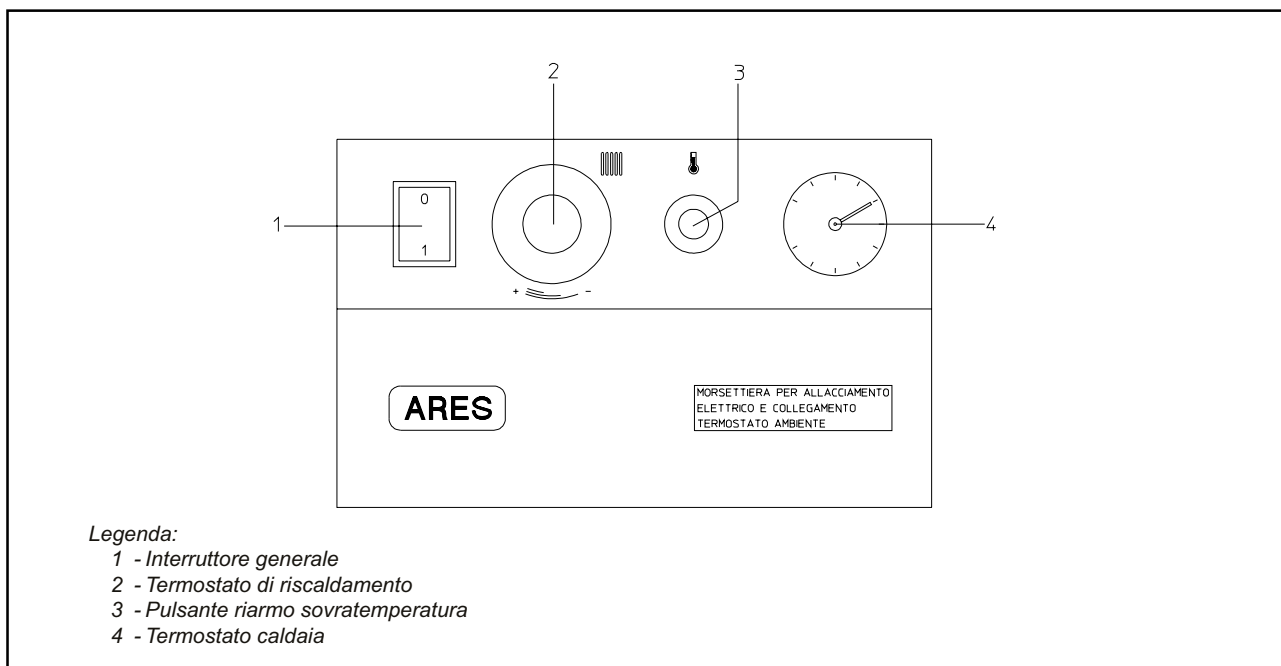 2
3
0
1
1
4
+ -
ARES
MORSETTIERA PER ALLACCIAMENTO
ELETTRICO E COLLEGAMENTO
TERMOSTATO AMBIENTE
Legenda:
1 - Interruttore generale
2 - Termostato di riscaldamento
3 - Pulsante riarmo sovratemperatura
4 - Termostato caldaia